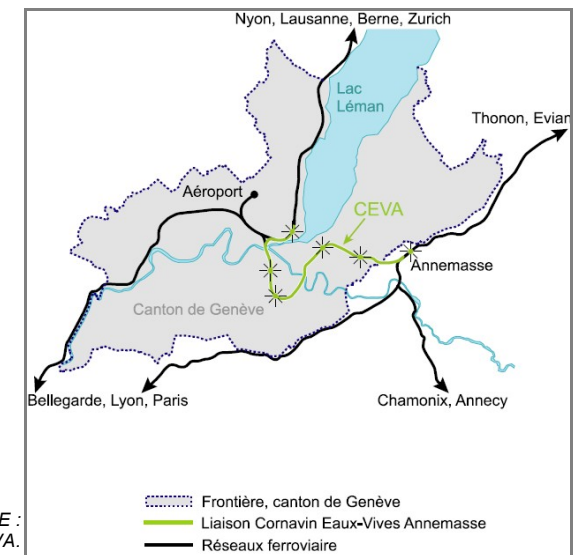 Nyon, Lausanne, Berne, Zurich
Lac
Léman
Thonon, Evian
Aéroport
CEVA
Annemasse
Canton de Genève
Bellegarde, Lyon, Paris
Chamonix, Annecy
E :
VA.
Frontière, canton de Genève
Liaison Cornavin Eaux-Vives Annemasse
Réseaux ferroviaire